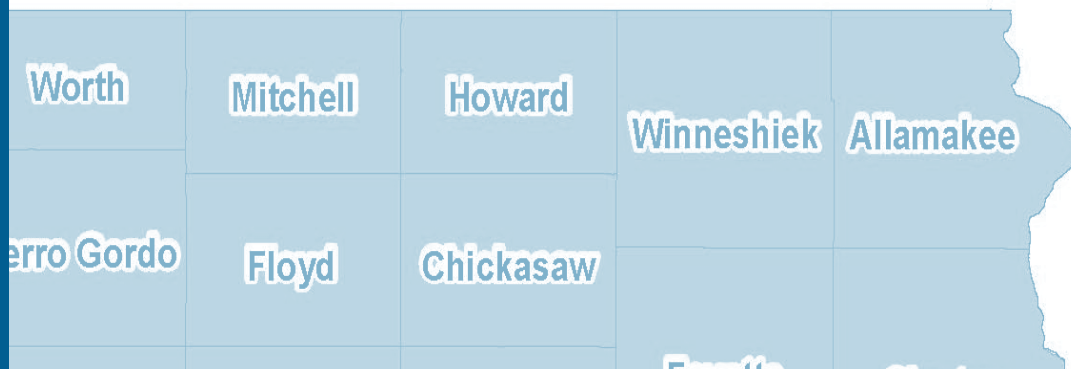 Worth
Mitchell
Howard
Winneshiek
Allamakee
erro Gordo
Floyd
Chickasaw